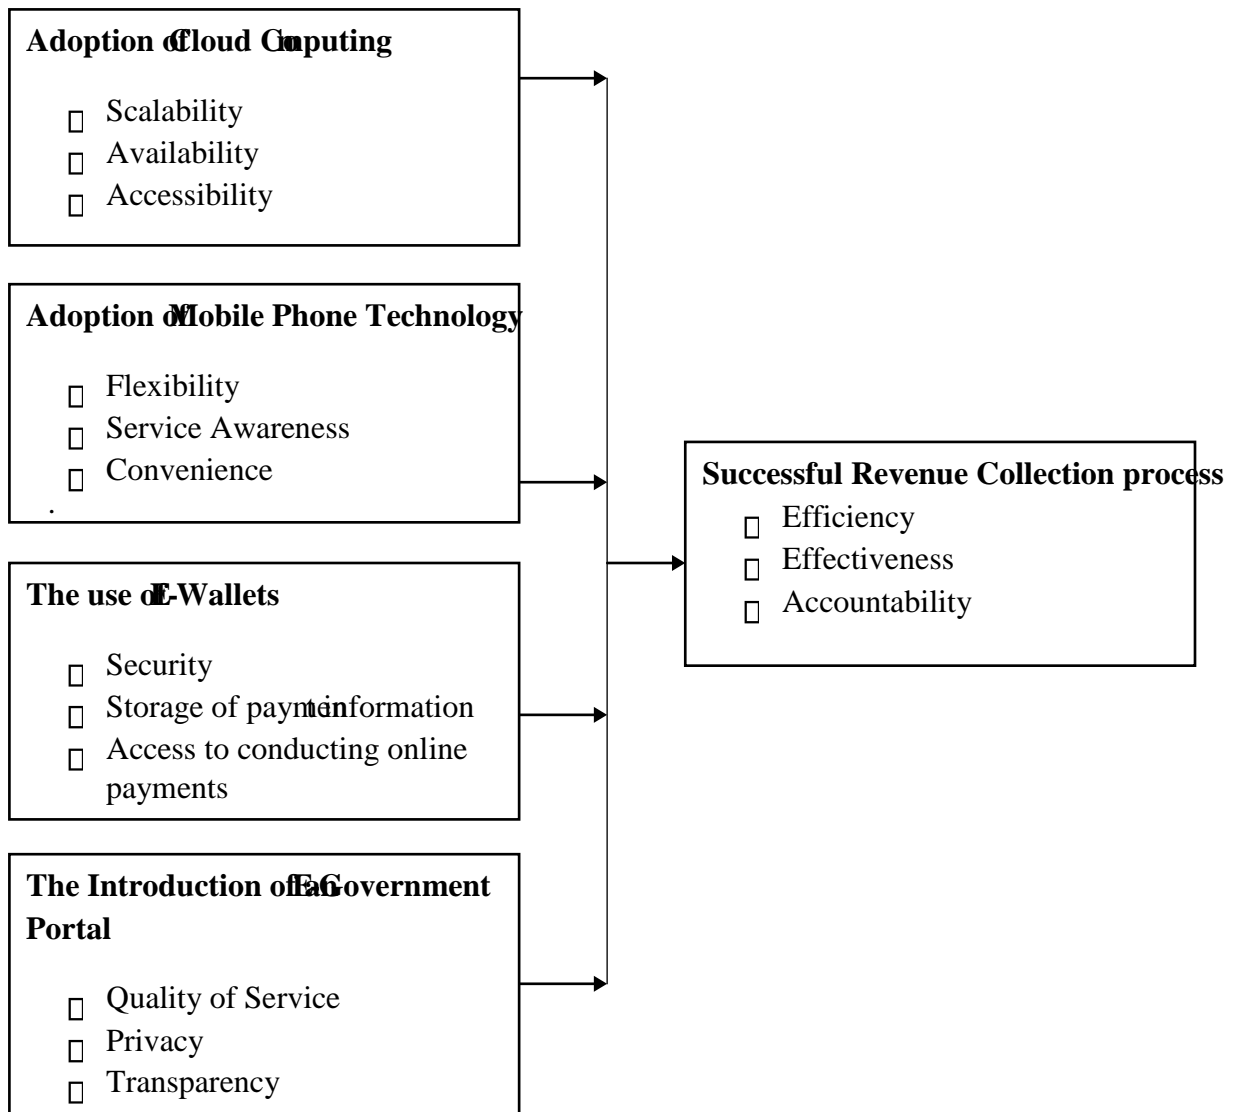 Adoption of Cloud Computing
Scalability
Availability
Accessibility
Adoption of Mobile Phone Technology
Flexibility
Service Awareness
Convenience
.
The use of E-Wallets
Security
Storage of payment information
Access to conducting online
payments
The Introduction of an E-Government
Portal
Quality of Service
Privacy
Transparency
Successful Revenue Collection process
Efficiency
Effectiveness
Accountability